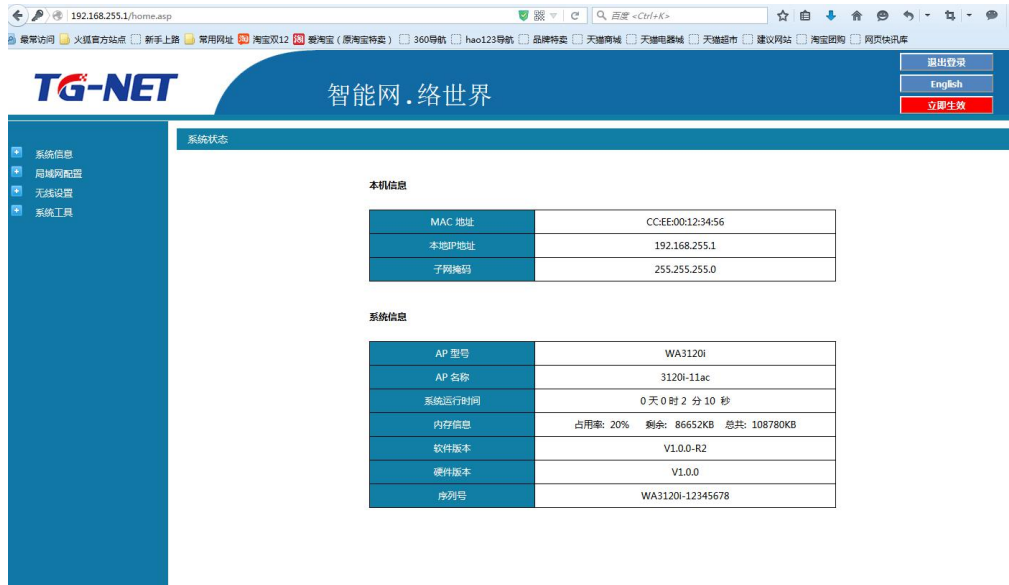 192.168.255.1/home.asp
百度 <Ctrl+K>
最常访问 火狐官方站点 新手上路 常用网址 淘宝双12 爱淘宝（原淘宝特卖） 360导航 hao123导航 品牌特卖 天猫商城 天猫电器城 天猫超市 建议网站 淘宝团购 网页快讯库
TG-NET
智能网.络世界
退出登录
English
立即生效
系统信息
局域网配置
无线设置
系统工具
系统状态
本机信息
MAC 地址 CC:EE:00:12:34:56
本地IP地址 192.168.255.1
子网掩码 255.255.255.0
系统信息
AP 型号 WA3120i
AP 名称 3120i-11ac
系统运行时间 0 天 0 时 2 分 10 秒
内存信息 占用率: 20% 剩余: 86652KB 总共: 108780KB
软件版本 V1.0.0-R2
硬件版本 V1.0.0
序列号 WA3120i-12345678